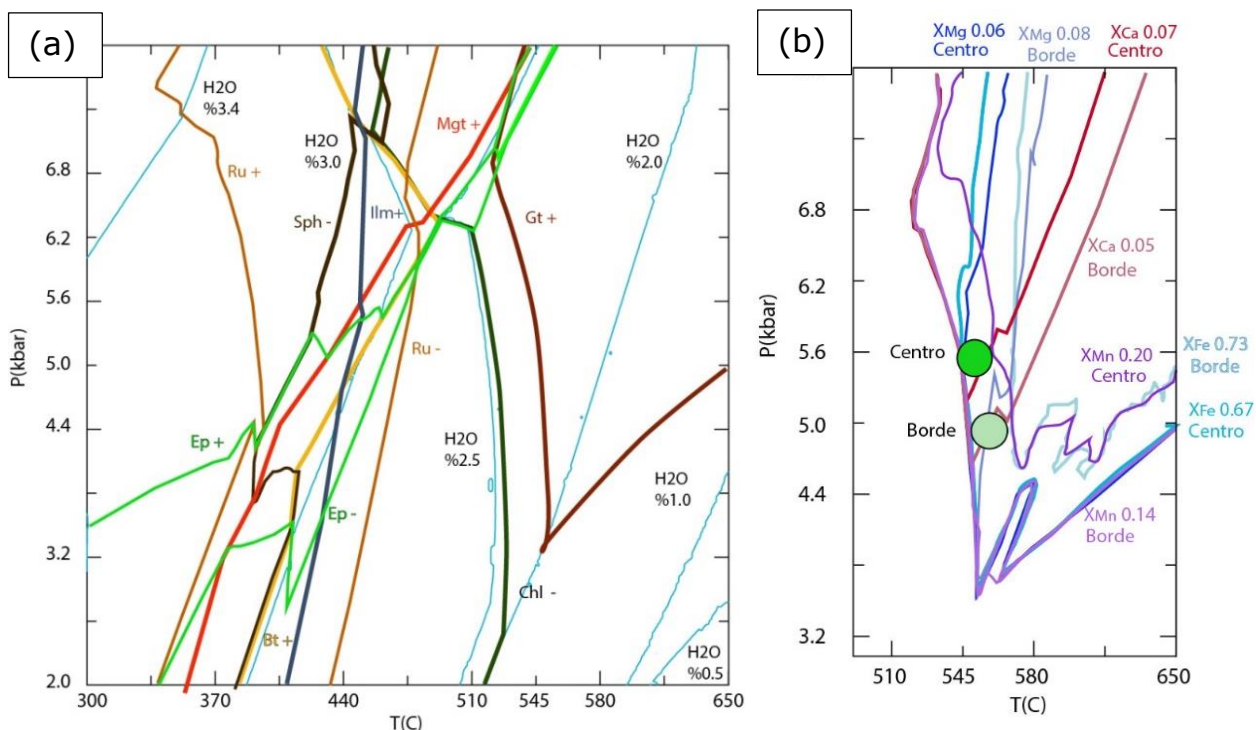 (a)
H2O
%3.4
Ru +
H2O
%3.0
Sph -
Ilm+
Mgt +
H2O
%2.0
Gt +
Ru -
Ep +
H2O
%2.5
H2O
%1.0
Ep -
Chl -
Bt +
H2O
%0.5
P(kbar)
6.8
6.2
5.6
5.0
4.4
3.2
2.0
300
370
440
510
545
580
650
T(C)
(b)
XMg 0.06
Centro
XMg 0.08
Borde
XCa 0.07
Centro
XCa 0.05
Borde
Centro
Borde
XMn 0.20
Centro
XFe 0.73
Borde
XFe 0.67
Centro
XMn 0.14
Borde
P(kbar)
6.8
6.2
5.6
5.0
4.4
3.2
510
545
580
650
T(C)